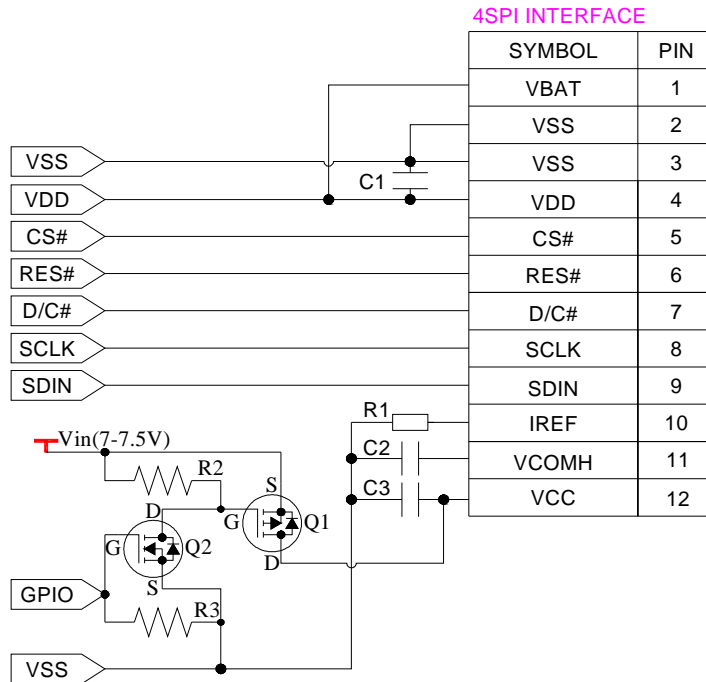 4SPI INTERFACE
SYMBOL PIN
VBAT 1
VSS 2
VSS VSS 3
C1
VDD VDD 4
CS# CS# 5
RES# RES# 6
D/C# D/C# 7
SCLK SCLK 8
SDIN SDIN 9
R1 IREF 10
Vin(7-7.5V) C2 VCOMH 11
R2 S C3 VCC 12
D G Q1
G Q2 D
S
GPIO R3
VSS